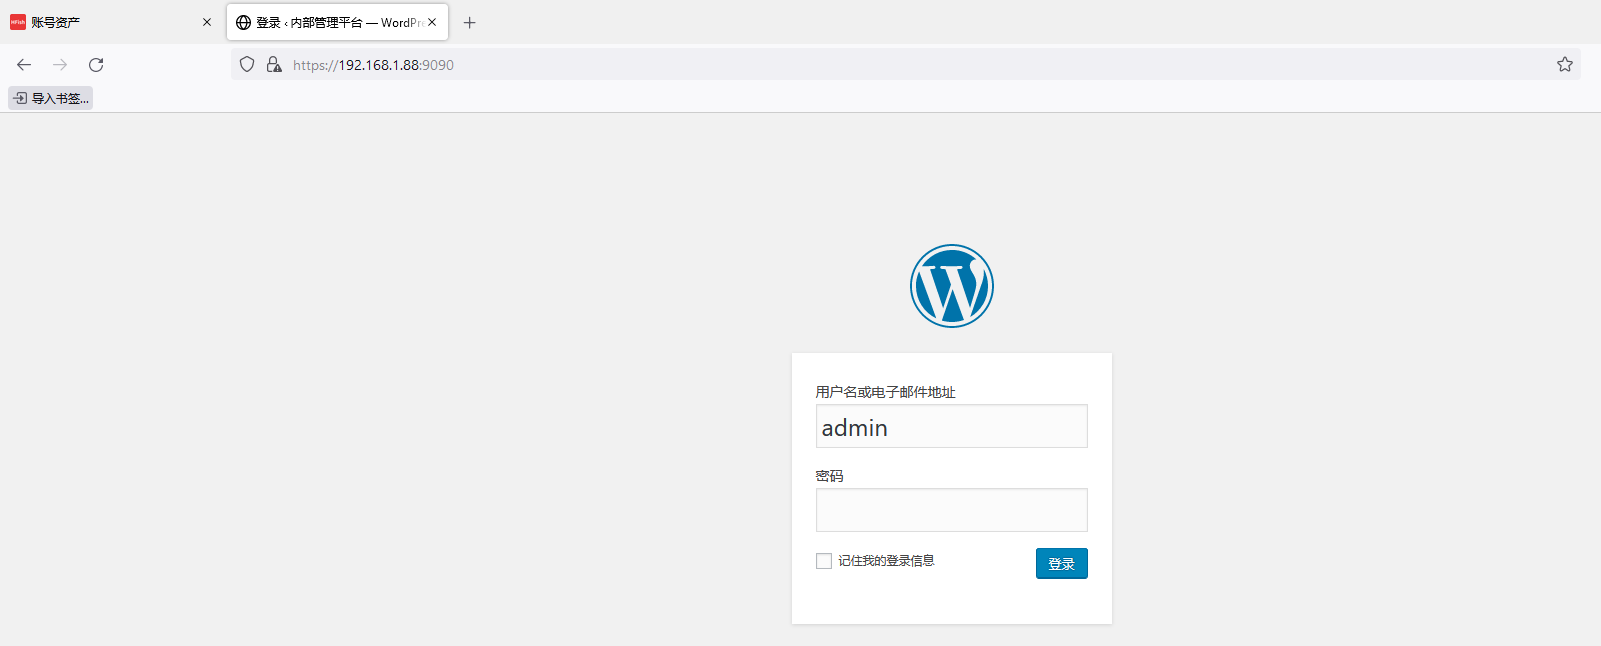 账号资产
登录 ‹ 内部管理平台 — WordPre
https://192.168.1.88:9090
导入书签...
用户名或电子邮件地址
admin
密码
记住我的登录信息
登录